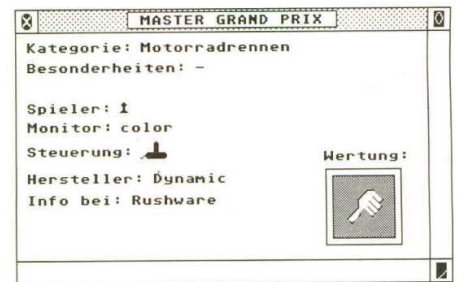 MASTER GRAND PRIX
Kategorie: Motorradrennen
Besonderheiten: -
Spieler: 1
Monitor: color
Steuerung:
Wertung:
Hersteller: Dynamic
Info bei: Rushware